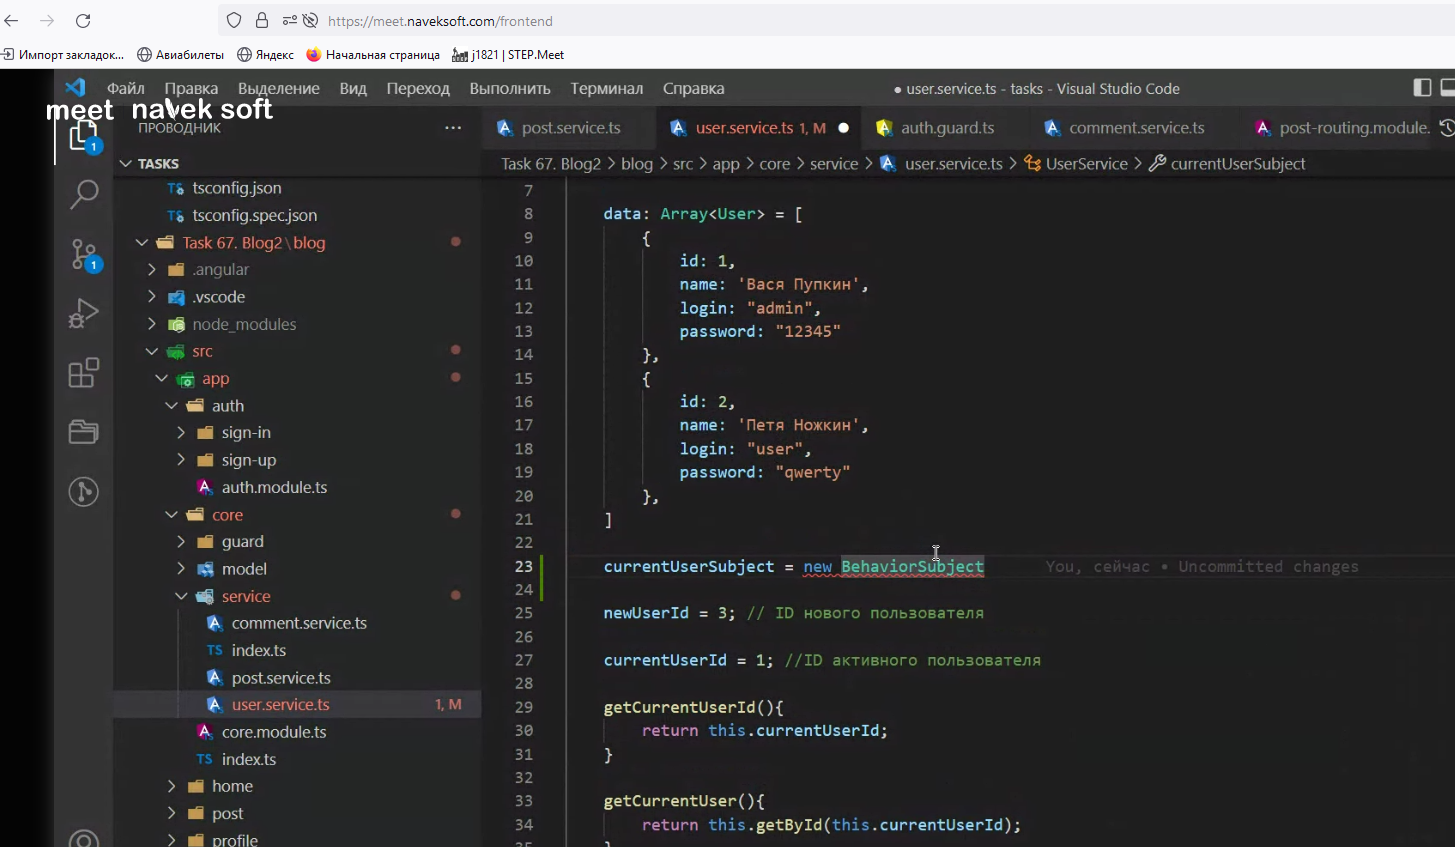 https://meet.naveksoft.com/frontend
Импорт закладок... Авиабилеты Яндекс Начальная страница j1821 | STEP.Meet
Файл Правка Выделение Вид Переход Выполнить Терминал Справка ● user.service.ts - tasks - Visual Studio Code
meet navek soft
ПРОВОДНИК ...
post.service.ts user.service.ts 1, M ● auth.guard.ts comment.service.ts post-routing.module.
TASKS
Task 67. Blog2 > blog > src > app > core > service > user.service.ts > UserService > currentUserSubject
tsconfig.json
tsconfig.spec.json
Task 67. Blog2 \ blog
.angular
.vscode
node_modules
src
app
auth
sign-in
sign-up
auth.module.ts
core
guard
model
service
comment.service.ts
index.ts
post.service.ts
user.service.ts 1, M
core.module.ts
index.ts
home
post
profile
1
1
7
8 data: Array<User> = [
9 {
10 id: 1,
11 name: 'Вася Пупкин',
12 login: "admin",
13 password: "12345"
14 },
15 {
16 id: 2,
17 name: 'Петя Ножкин',
18 login: "user",
19 password: "qwerty"
20 },
21 ]
22
23 currentUserSubject = new BehaviorSubject You, сейчас • Uncommitted changes
24
25 newUserId = 3; // ID нового пользователя
26
27 currentUserId = 1; //ID активного пользователя
28
29 getCurrentUserId(){
30 return this.currentUserId;
31 }
32
33 getCurrentUser(){
34 return this.getById(this.currentUserId);